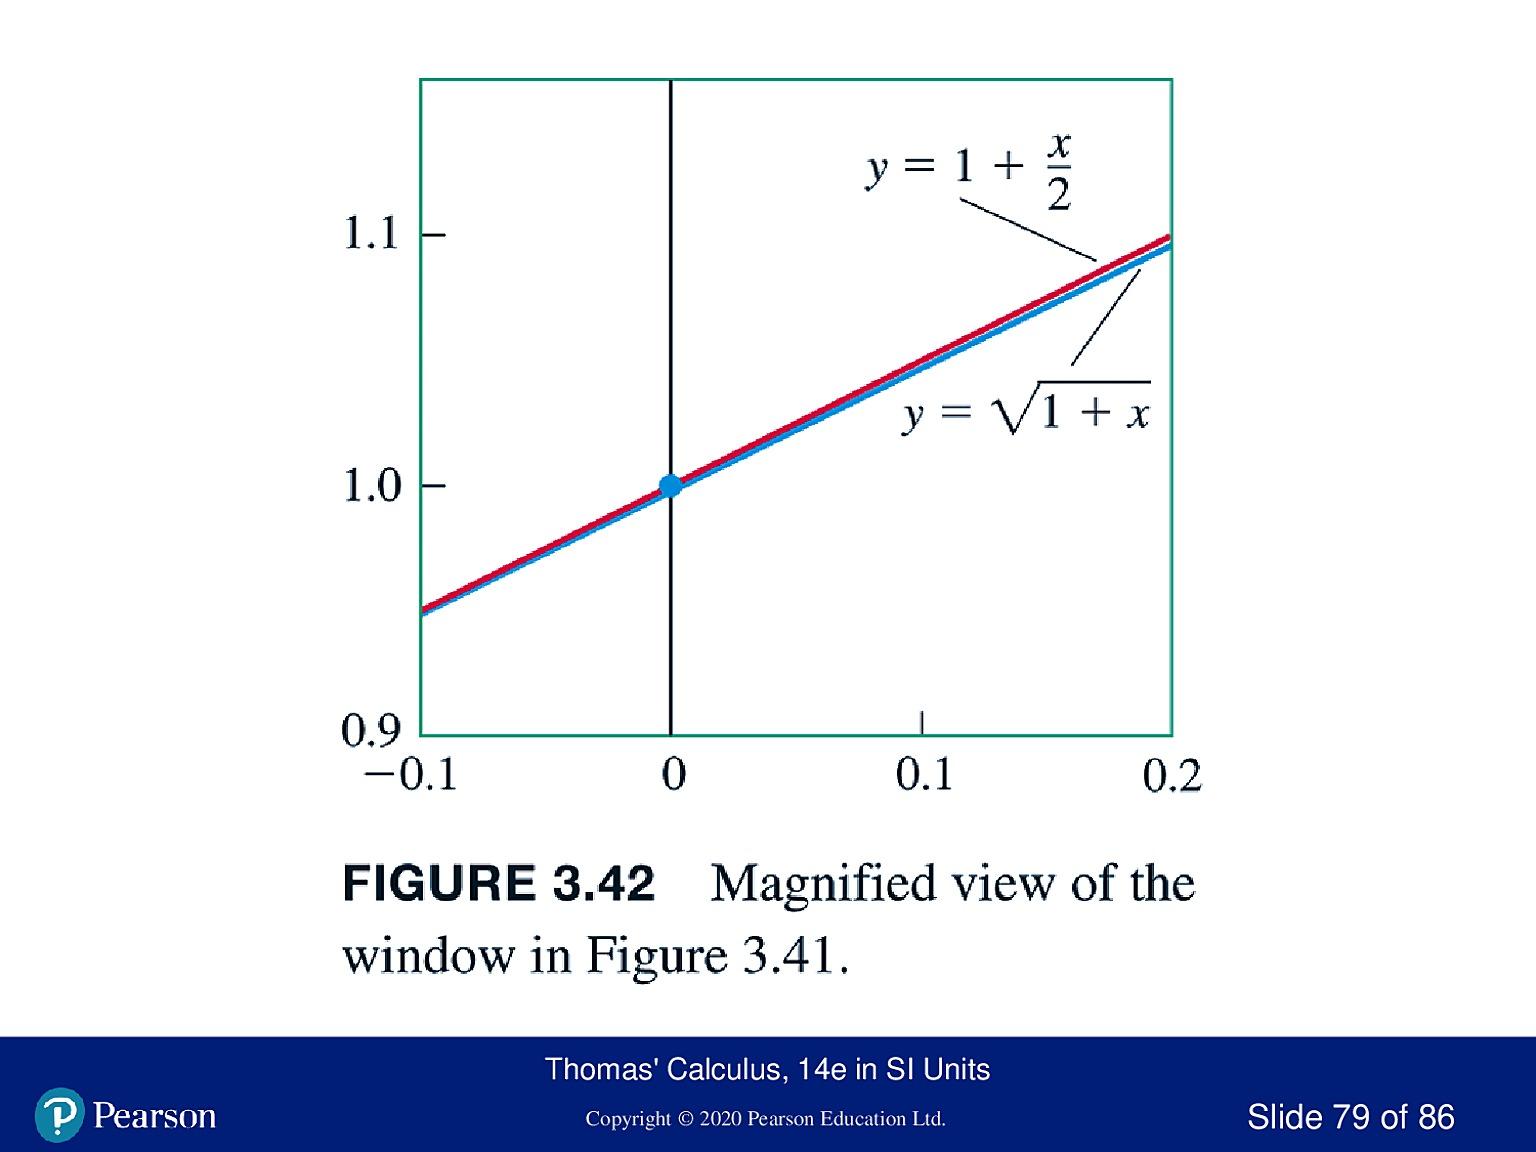 y = 1 + x/2
1.1
y = √1 + x
1.0
0.9
−0.1 0 0.1 0.2
FIGURE 3.42 Magnified view of the
window in Figure 3.41.
Thomas' Calculus, 14e in SI Units
Pearson
Copyright © 2020 Pearson Education Ltd.
Slide 79 of 86